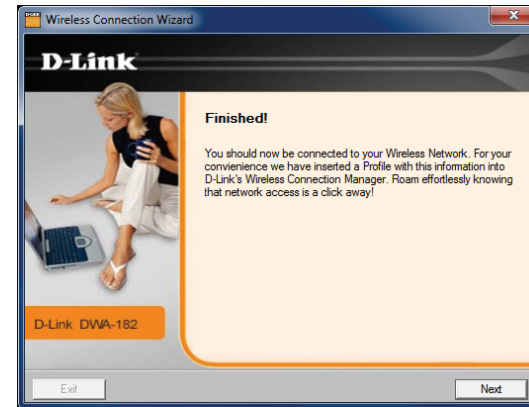 Wireless Connection Wizard
D-Link
Finished!
You should now be connected to your Wireless Network. For your
convienience we have inserted a Profile with this information into
D-Link's Wireless Connection Manager. Roam effortlessly knowing
that network access is a click away!
D-Link DWA-182
Exit
Next